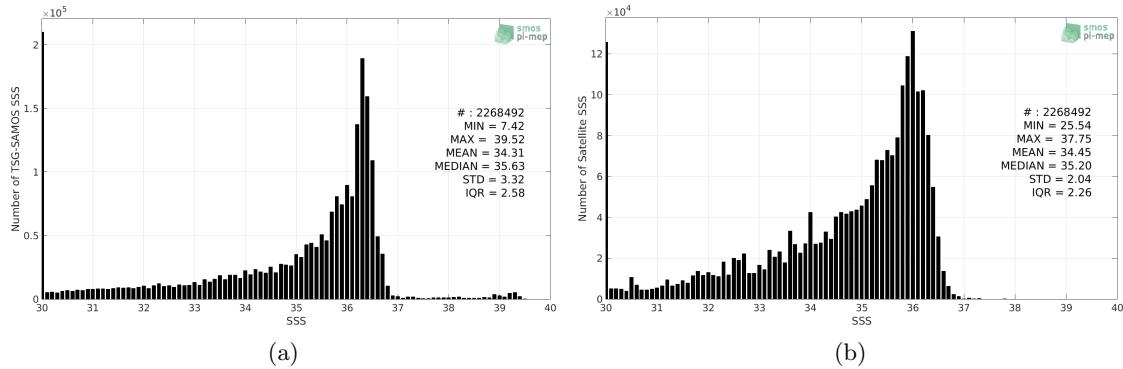 ×10⁵
smos
pi-mep
2
1.5
1
0.5
0
Number of TSG-SAMOS SSS
# : 2268492
MIN = 7.42
MAX = 39.52
MEAN = 34.31
MEDIAN = 35.63
STD = 3.32
IQR = 2.58
30 31 32 33 34 35 36 37 38 39 40
SSS
(a)
×10⁴
smos
pi-mep
12
10
8
6
4
2
0
Number of Satellite SSS
# : 2268492
MIN = 25.54
MAX = 37.75
MEAN = 34.45
MEDIAN = 35.20
STD = 2.04
IQR = 2.26
30 31 32 33 34 35 36 37 38 39 40
SSS
(b)